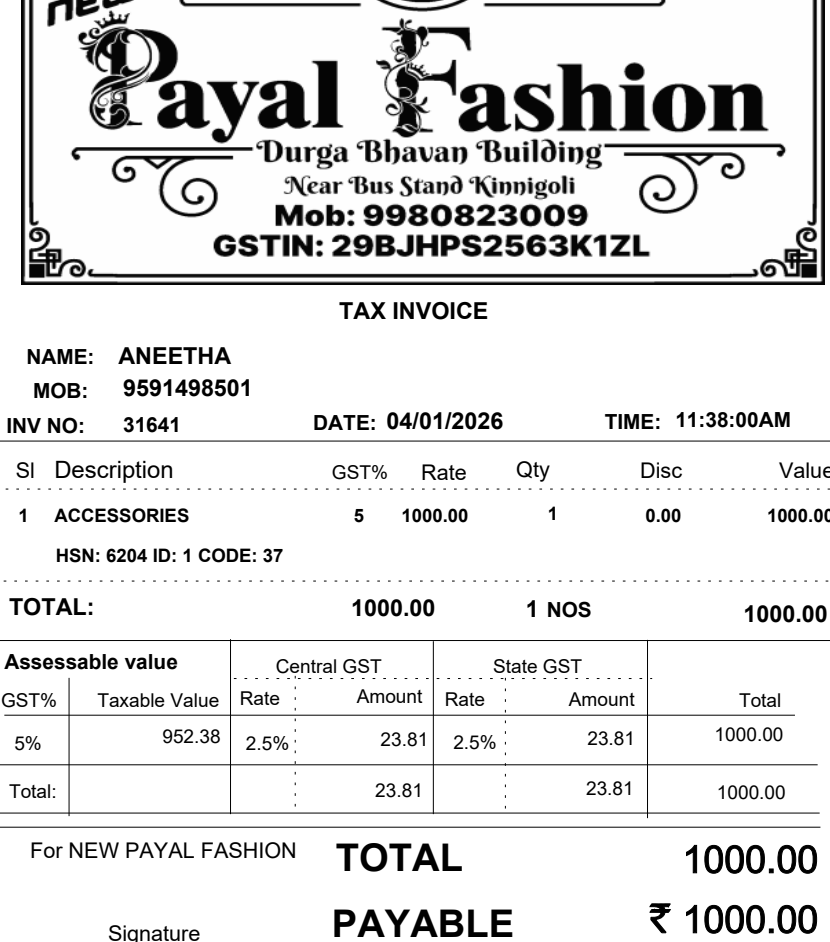 new
Payal Fashion
Durga Bhavan Building
Near Bus Stand Kinnigoli
Mob: 9980823009
GSTIN: 29BJHPS2563K1ZL
TAX INVOICE
NAME: ANEETHA
MOB: 9591498501
INV NO: 31641 DATE: 04/01/2026 TIME: 11:38:00AM
Sl Description GST% Rate Qty Disc Value
1 ACCESSORIES 5 1000.00 1 0.00 1000.00
HSN: 6204 ID: 1 CODE: 37
TOTAL: 1000.00 1 NOS 1000.00
Assessable value Central GST State GST
GST% Taxable Value Rate Amount Rate Amount Total
5% 952.38 2.5% 23.81 2.5% 23.81 1000.00
Total: 23.81 23.81 1000.00
For NEW PAYAL FASHION TOTAL 1000.00
Signature PAYABLE ₹ 1000.00